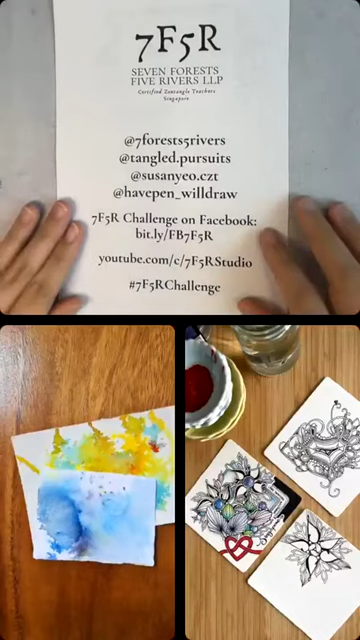 7F5R
SEVEN FORESTS
FIVE RIVERS LLP
Certified Zentangle Teachers
Singapore
@7forests5rivers
@tangled.pursuits
@susanyeo.czt
@havepen_willdraw
7F5R Challenge on Facebook:
bit.ly/FB7F5R
youtube.com/c/7F5RStudio
#7F5RChallenge